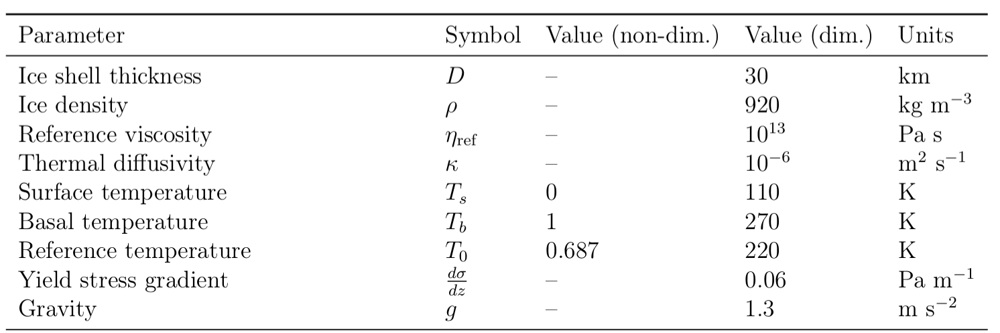 Parameter Symbol Value (non-dim.) Value (dim.) Units
Ice shell thickness D – 30 km
Ice density ρ – 920 kg m⁻³
Reference viscosity η_ref – 10¹³ Pa s
Thermal diffusivity κ – 10⁻⁶ m² s⁻¹
Surface temperature T_s 0 110 K
Basal temperature T_b 1 270 K
Reference temperature T_0 0.687 220 K
Yield stress gradient dσ/dz – 0.06 Pa m⁻¹
Gravity g – 1.3 m s⁻²